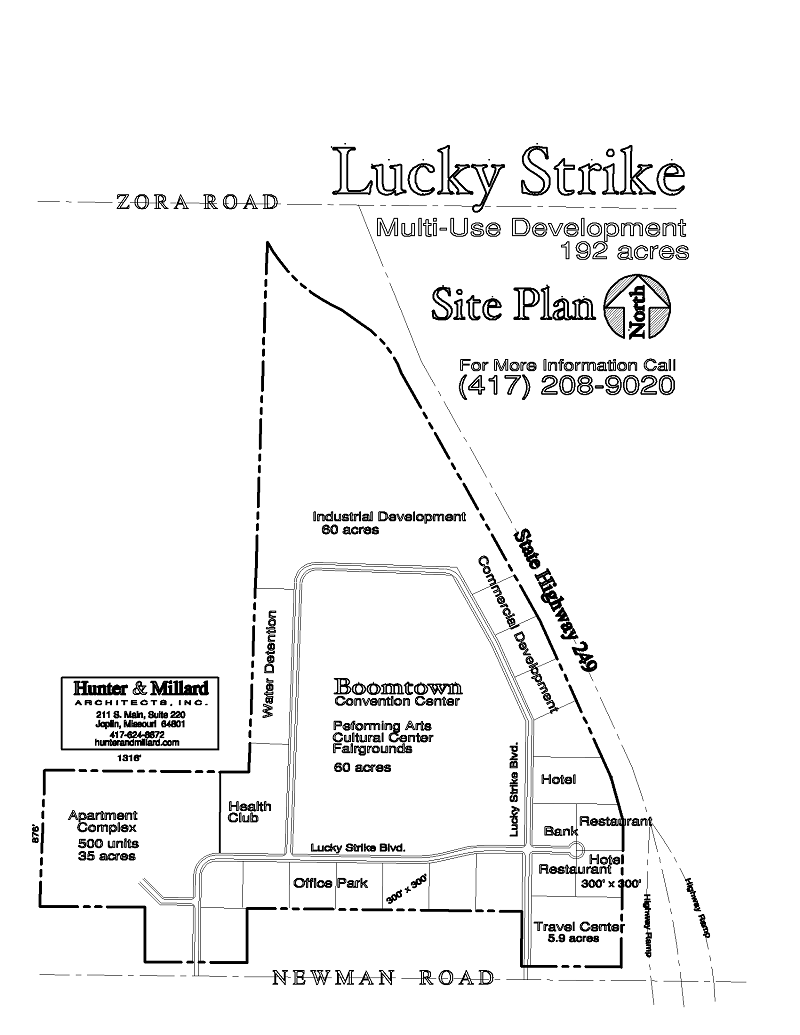 Lucky Strike
ZORA ROAD
Multi-Use Development
192 acres
Site Plan
North
For More Information Call
(417) 208-9020
Industrial Development
60 acres
State Highway 249
Commercial Development
Water Detention
Boomtown
Convention Center
Peforming Arts
Cultural Center
Fairgrounds
60 acres
Hunter & Millard
ARCHITECTS, INC.
211 S. Main, Suite 220
Joplin, Missouri 64801
417-624-6672
hunterandmillard.com
1316'
876'
Apartment
Complex
500 units
35 acres
Health
Club
Lucky Strike Blvd.
Lucky Strike Blvd.
Hotel
Restaurant
Bank
Hotel
Restaurant
300' x 300'
Office Park
300' x 300'
Travel Center
5.9 acres
Highway Ramp
Highway Ramp
NEWMAN ROAD